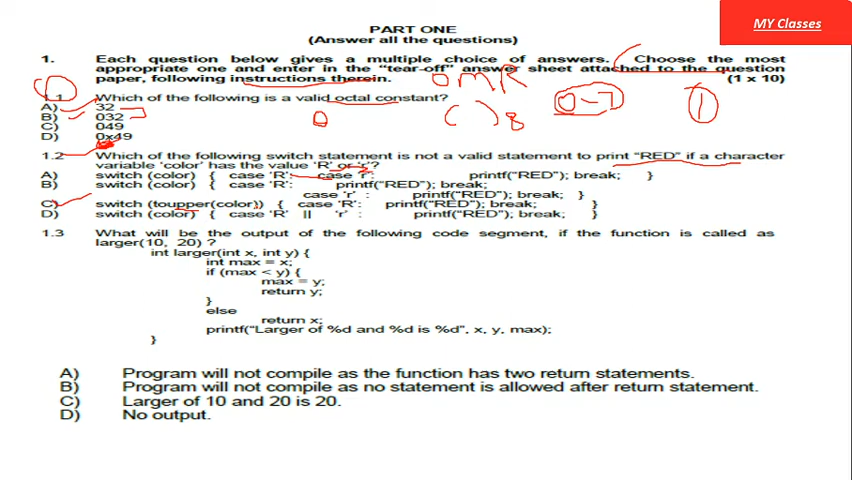 MY Classes
PART ONE
(Answer all the questions)
1. Each question below gives a multiple choice of answers. Choose the most
appropriate one and enter in the "tear-off" answer sheet attached to the question
paper, following instructions therein. (1 x 10)
OMR
1.1 Which of the following is a valid octal constant?
A) 32
B) 032
C) 049
D) 0x49
0
( )8
0-7
1
1.2 Which of the following switch statement is not a valid statement to print "RED" if a character
variable 'color' has the value 'R' or 'r'?
A) switch (color) { case 'R': case 'r': printf("RED"); break; }
B) switch (color) { case 'R': printf("RED"); break;
case 'r' : printf("RED"); break; }
C) switch (toupper(color)) { case 'R': printf("RED"); break; }
D) switch (color) { case 'R' || 'r' : printf("RED"); break; }
1.3 What will be the output of the following code segment, if the function is called as
larger(10, 20) ?
int larger(int x, int y) {
int max = x;
if (max < y) {
max = y;
return y;
}
else
return x;
printf("Larger of %d and %d is %d", x, y, max);
}
A) Program will not compile as the function has two return statements.
B) Program will not compile as no statement is allowed after return statement.
C) Larger of 10 and 20 is 20.
D) No output.